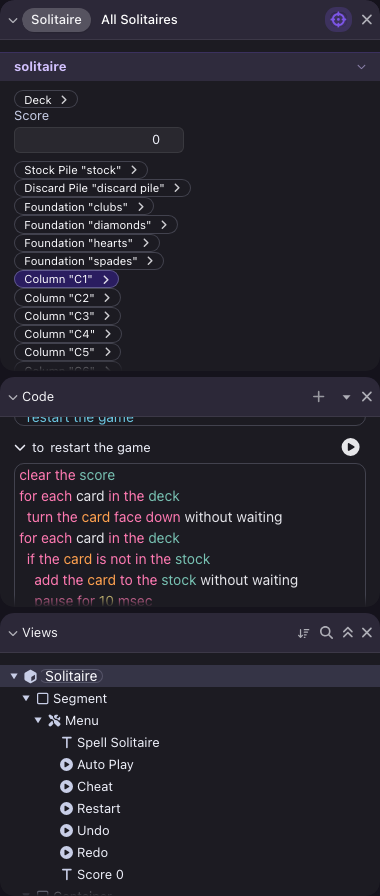 Solitaire All Solitaires
solitaire
Deck
Score
0
Stock Pile "stock"
Discard Pile "discard pile"
Foundation "clubs"
Foundation "diamonds"
Foundation "hearts"
Foundation "spades"
Column "C1"
Column "C2"
Column "C3"
Column "C4"
Column "C5"
Code
restart the game
to restart the game
clear the score
for each card in the deck
turn the card face down without waiting
for each card in the deck
if the card is not in the stock
add the card to the stock without waiting
pause for 10 msec
Views
Solitaire
Segment
Menu
Spell Solitaire
Auto Play
Cheat
Restart
Undo
Redo
Score 0